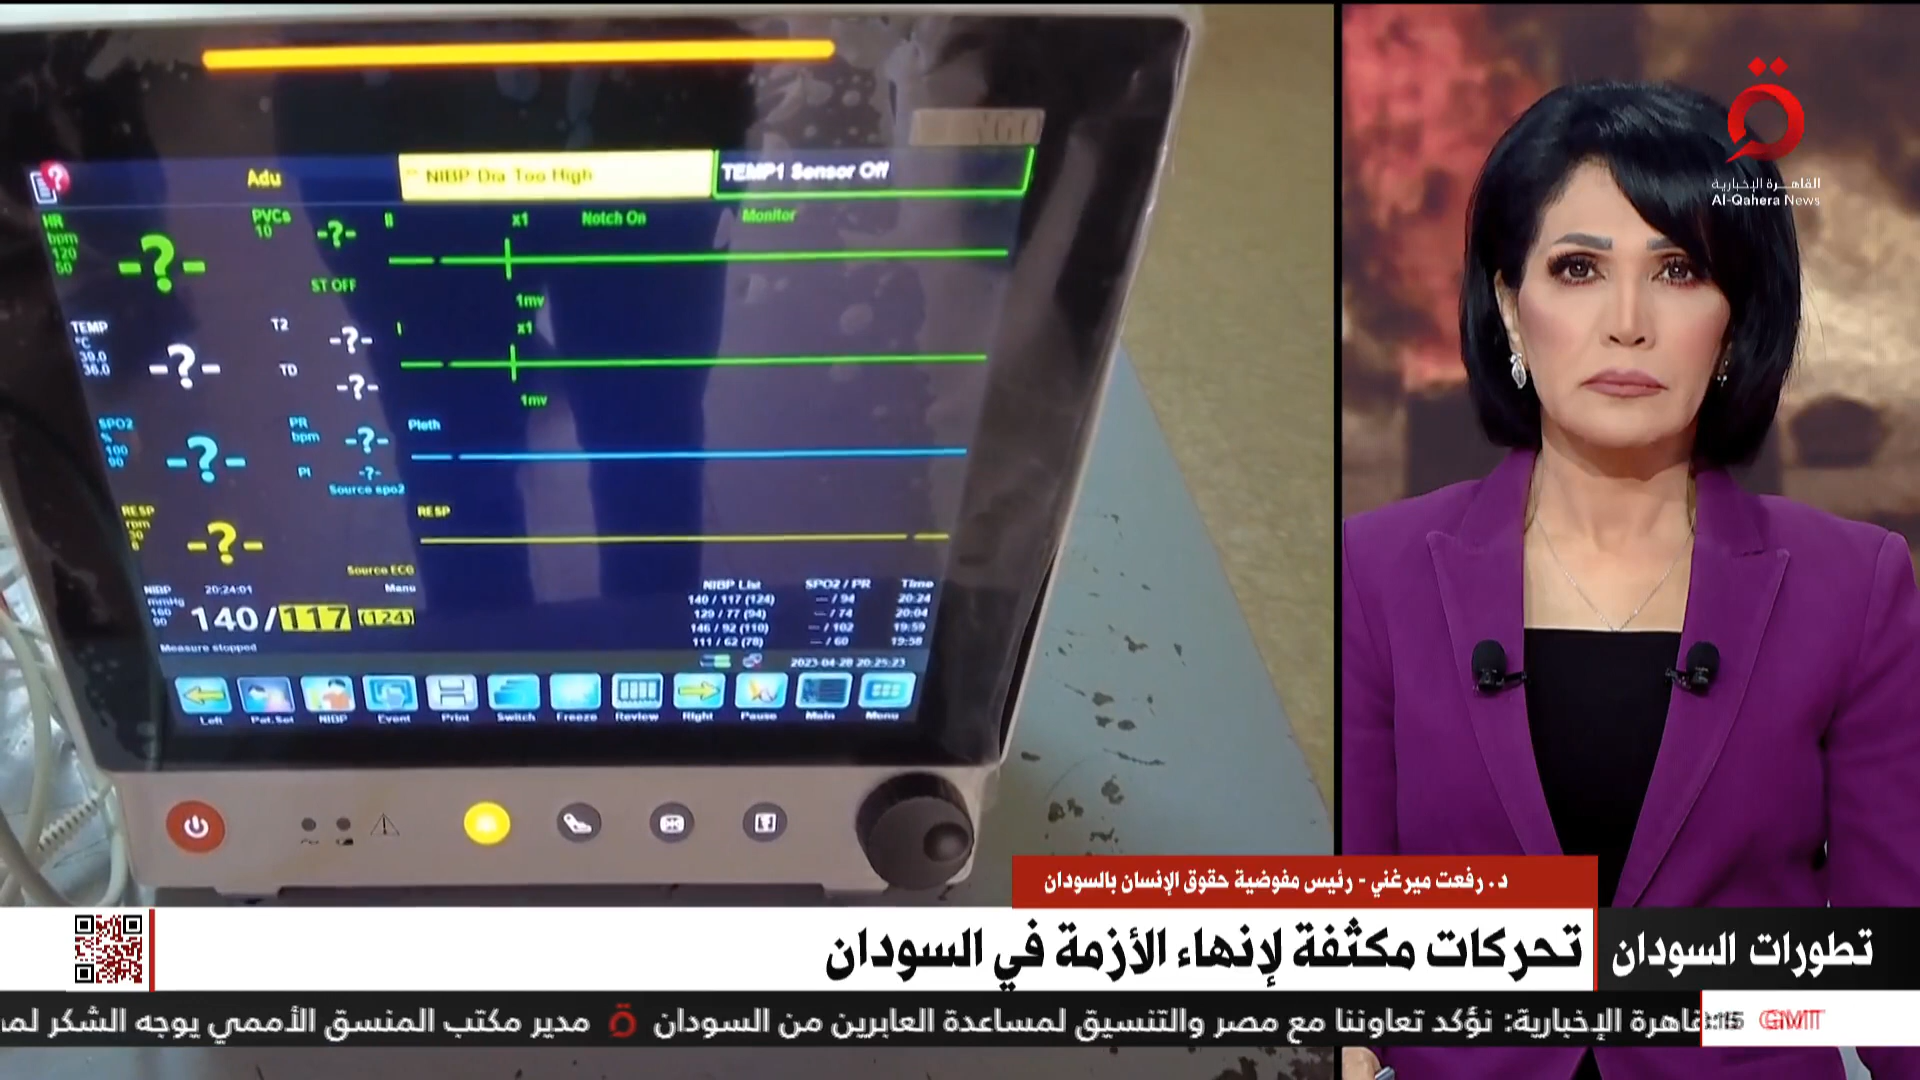 Adu
NIBP Dia Too High
TEMP1 Sensor Off
HR
bpm
120
50
-?-
PVCs
10
-?-
ST OFF
II
x1
Notch On
Monitor
1mv
TEMP
°C
39.0
36.0
-?-
T2
-?-
TD
-?-
I
x1
1mv
SPO2
%
100
90
-?-
PR
bpm
-?-
PI
-?-
Source spo2
Pleth
RESP
rpm
30
8
-?-
Source ECG
RESP
NIBP 20:24:01 Menu
mmHg
160
90
140/117 (124)
Measure stopped
NIBP List SPO2 / PR Time
140 / 117 (124) --- / 94 20:24
129 / 77 (94) --- / 74 20:04
146 / 92 (110) --- / 102 19:59
111 / 62 (78) --- / 60 19:58
2023-04-28 20:25:23
Left Pat.Set NIBP Event Print Switch Freeze Review Right Pause Main Menu
القاهرة الإخبارية
Al-Qahera News
د. رفعت ميرغني - رئيس مفوضية حقوق الإنسان بالسودان
تطورات السودان
تحركات مكثفة لإنهاء الأزمة في السودان
قاهرة الإخبارية: نؤكد تعاوننا مع مصر والتنسيق لمساعدة العابرين من السودان
مدير مكتب المنسق الأممي يوجه الشكر
GMT